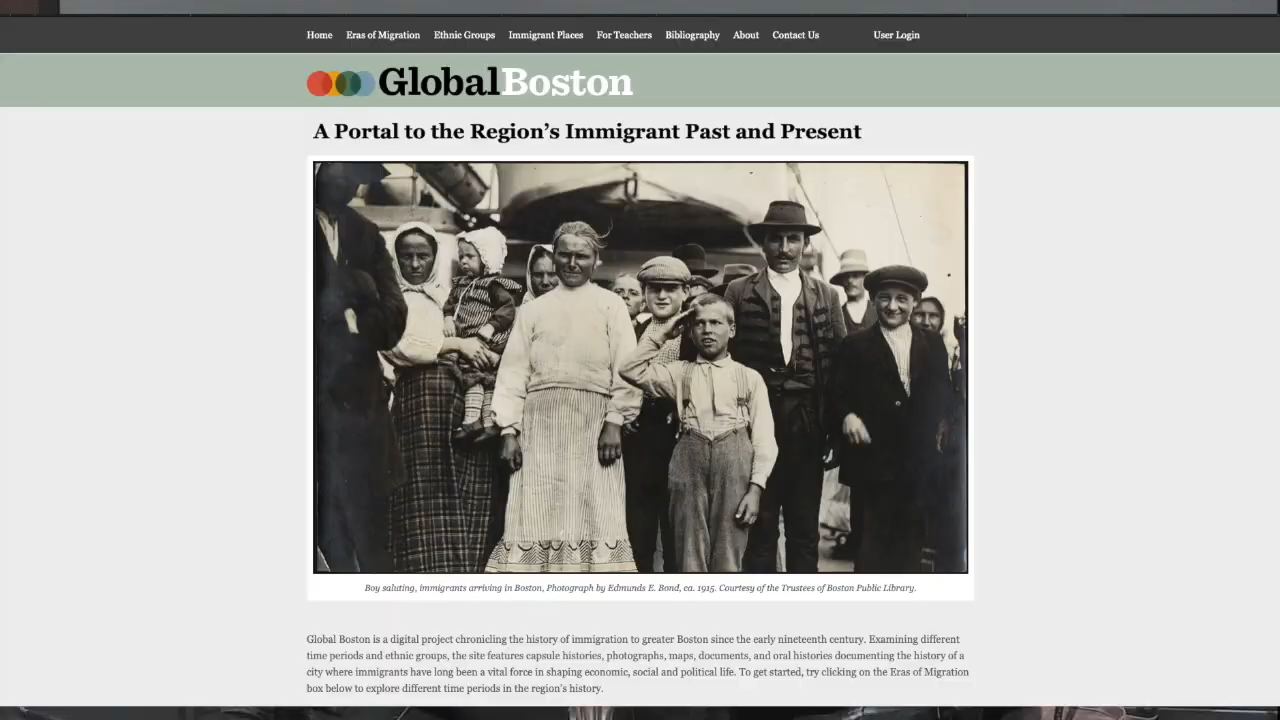 Home Eras of Migration Ethnic Groups Immigrant Places For Teachers Bibliography About Contact Us User Login
GlobalBoston
A Portal to the Region's Immigrant Past and Present
Boy saluting, immigrants arriving in Boston, Photograph by Edmunds E. Bond, ca. 1915. Courtesy of the Trustees of Boston Public Library.
Global Boston is a digital project chronicling the history of immigration to greater Boston since the early nineteenth century. Examining different
time periods and ethnic groups, the site features capsule histories, photographs, maps, documents, and oral histories documenting the history of a
city where immigrants have long been a vital force in shaping economic, social and political life. To get started, try clicking on the Eras of Migration
box below to explore different time periods in the region's history.